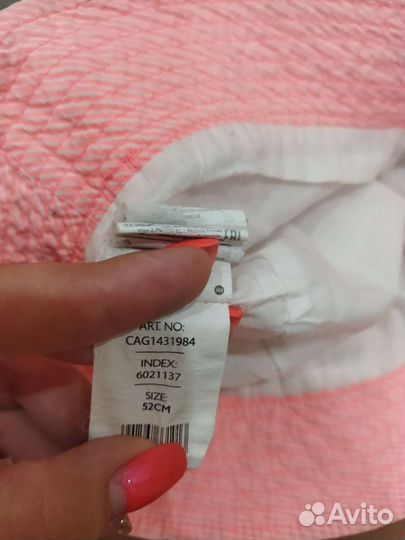 ART. NO:
CAG1431984
INDEX:
6021137
SIZE:
52CM
Avito